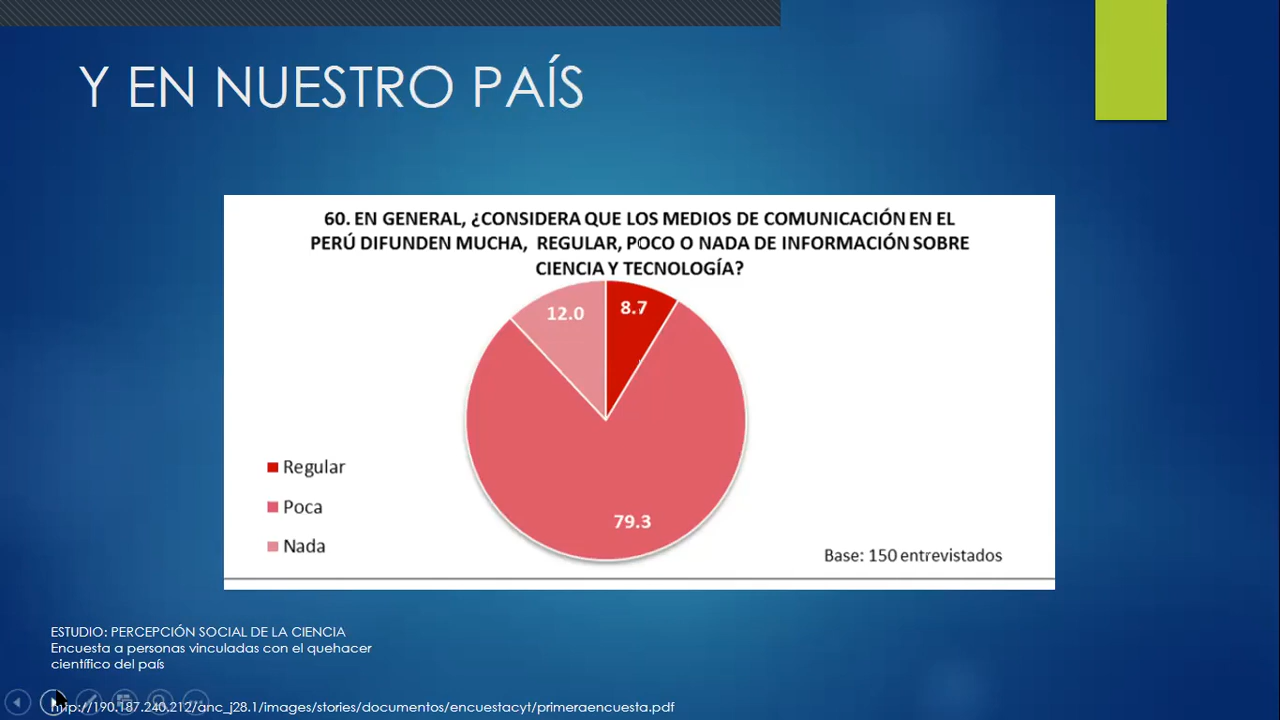 Y EN NUESTRO PAÍS
60. EN GENERAL, ¿CONSIDERA QUE LOS MEDIOS DE COMUNICACIÓN EN EL
PERÚ DIFUNDEN MUCHA, REGULAR, POCO O NADA DE INFORMACIÓN SOBRE
CIENCIA Y TECNOLOGÍA?
12.0
8.7
79.3
Regular
Poca
Nada
Base: 150 entrevistados
ESTUDIO: PERCEPCIÓN SOCIAL DE LA CIENCIA
Encuesta a personas vinculadas con el quehacer
científico del país
http://190.187.240.212/anc_j28.1/images/stories/documentos/encuestacyt/primeraencuesta.pdf